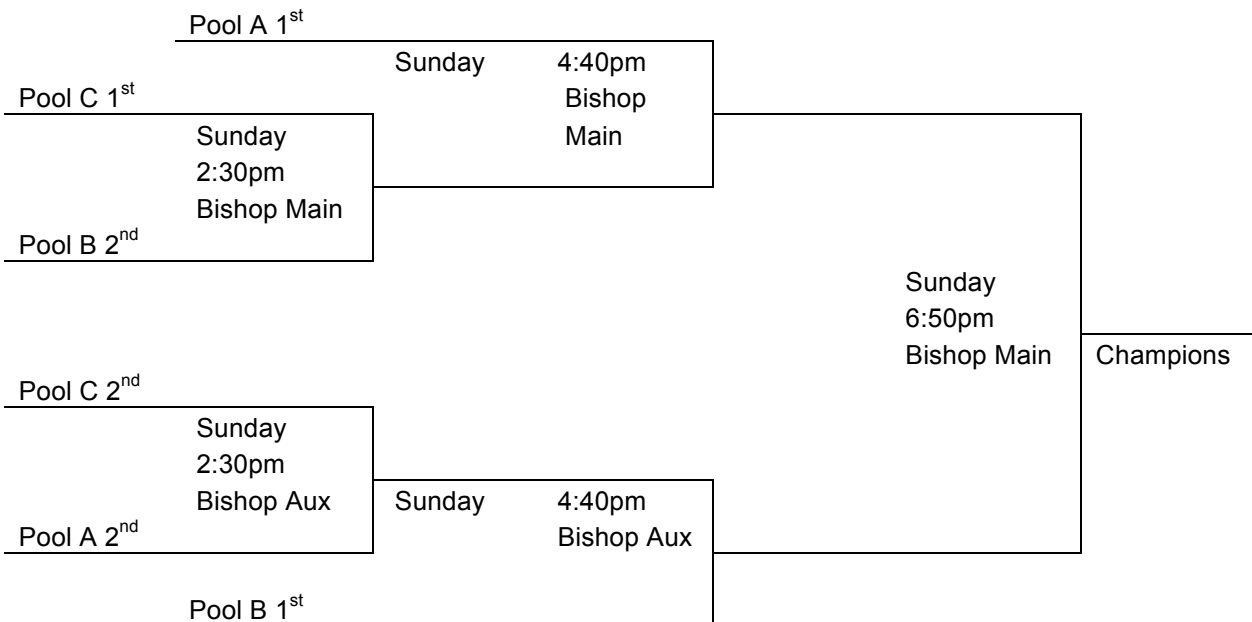 Pool A 1st
Sunday 4:40pm
Pool C 1st Bishop
Sunday Main
2:30pm
Bishop Main
Pool B 2nd
Sunday
6:50pm
Bishop Main Champions
Pool C 2nd
Sunday
2:30pm
Bishop Aux Sunday 4:40pm
Pool A 2nd Bishop Aux
Pool B 1st